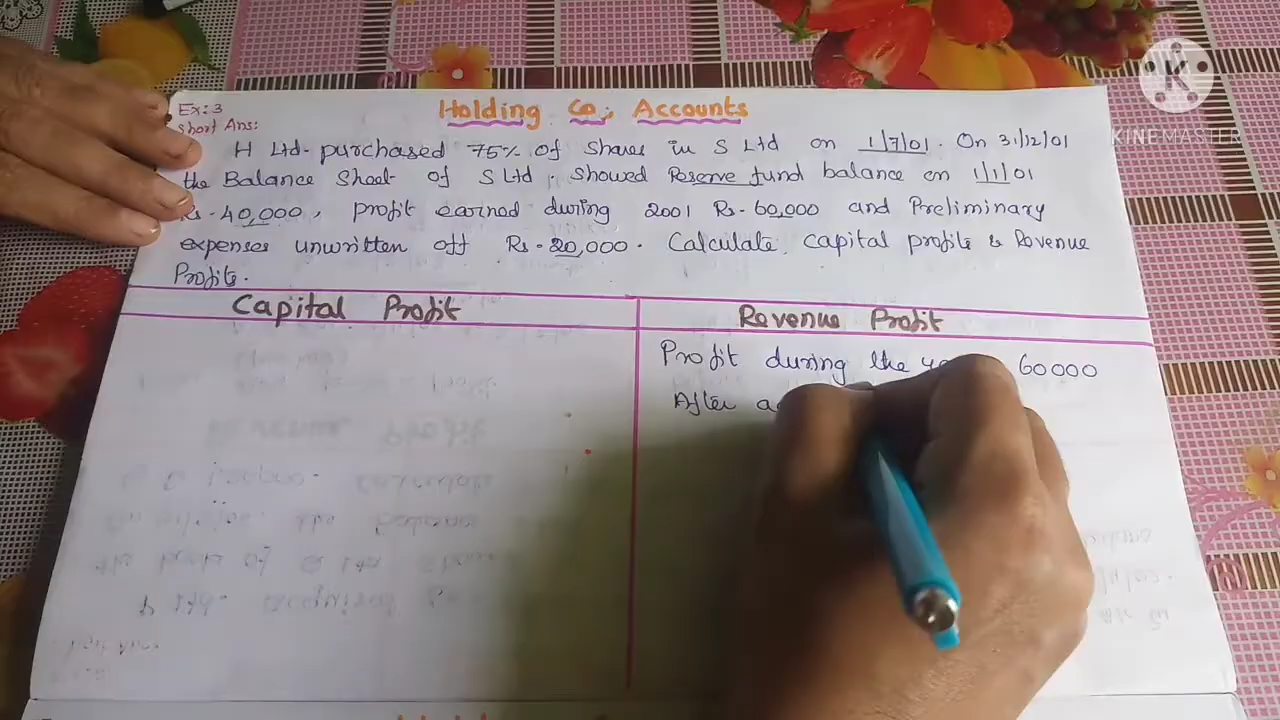 Ex: 3
Short Ans:
Holding Co; Accounts
H Ltd. purchased 75% of shares in S Ltd on 1/7/01. On 31/12/01
the Balance Sheet of S Ltd. showed Reserve fund balance on 1/1/01
Rs. 40,000, profit earned during 2001 Rs. 60,000 and Preliminary
expenses unwritten off Rs. 20,000. Calculate capital profits & Revenue
Profits.
Capital Profit
Revenue Profit
Profit during the 60000
After
K
KINEMASTER